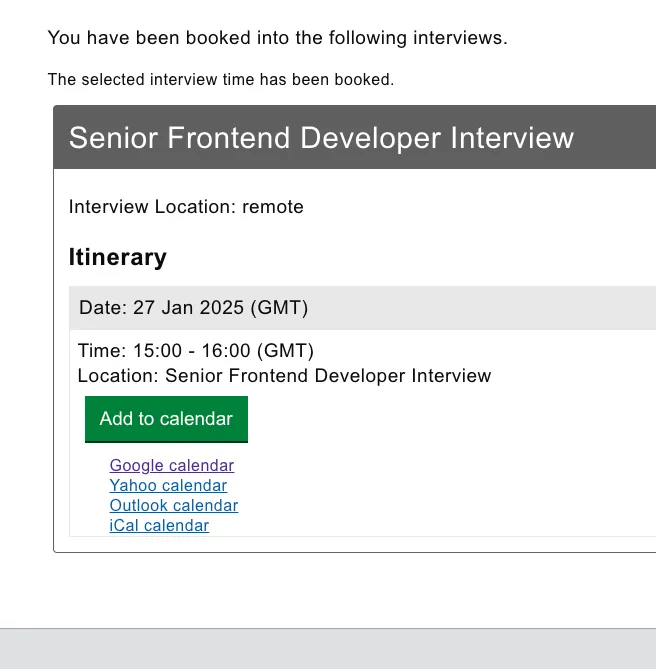 You have been booked into the following interviews.
The selected interview time has been booked.
Senior Frontend Developer Interview
Interview Location: remote
Itinerary
Date: 27 Jan 2025 (GMT)
Time: 15:00 - 16:00 (GMT)
Location: Senior Frontend Developer Interview
Add to calendar
Google calendar
Yahoo calendar
Outlook calendar
iCal calendar